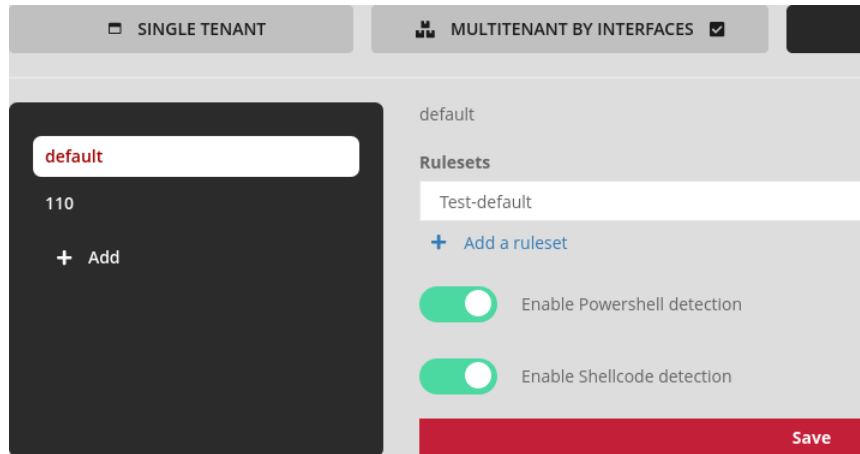 SINGLE TENANT
MULTITENANT BY INTERFACES
default
110
+ Add
default
Rulesets
Test-default
+ Add a ruleset
Enable Powershell detection
Enable Shellcode detection
Save